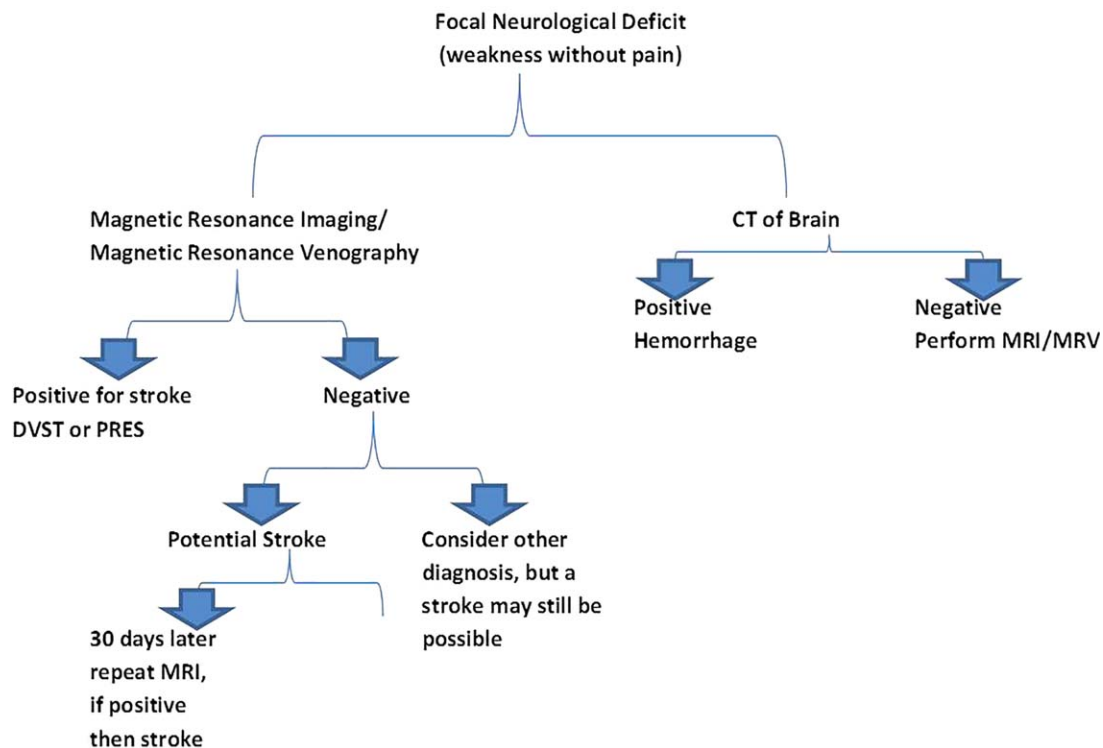 Focal Neurological Deficit
(weakness without pain)
Magnetic Resonance Imaging/
Magnetic Resonance Venography
CT of Brain
Positive
Hemorrhage
Negative
Perform MRI/MRV
Positive for stroke
DVST or PRES
Negative
Potential Stroke
Consider other
diagnosis, but a
stroke may still be
possible
30 days later
repeat MRI,
if positive
then stroke